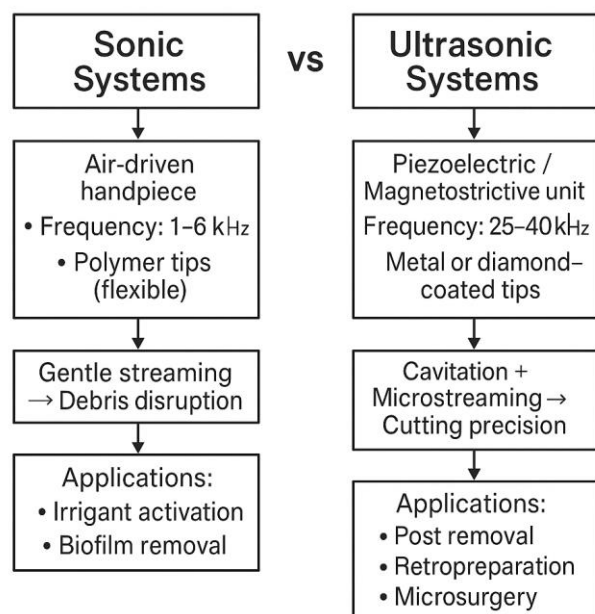 Sonic
Systems
vs
Ultrasonic
Systems
Air-driven
handpiece
• Frequency: 1–6 kHz
• Polymer tips
(flexible)
Gentle streaming
→ Debris disruption
Applications:
• Irrigant activation
• Biofilm removal
Piezoelectric /
Magnetostrictive unit
Frequency: 25–40 kHz
Metal or diamond–
coated tips
Cavitation +
Microstreaming →
Cutting precision
Applications:
• Post removal
• Retropreparation
• Microsurgery